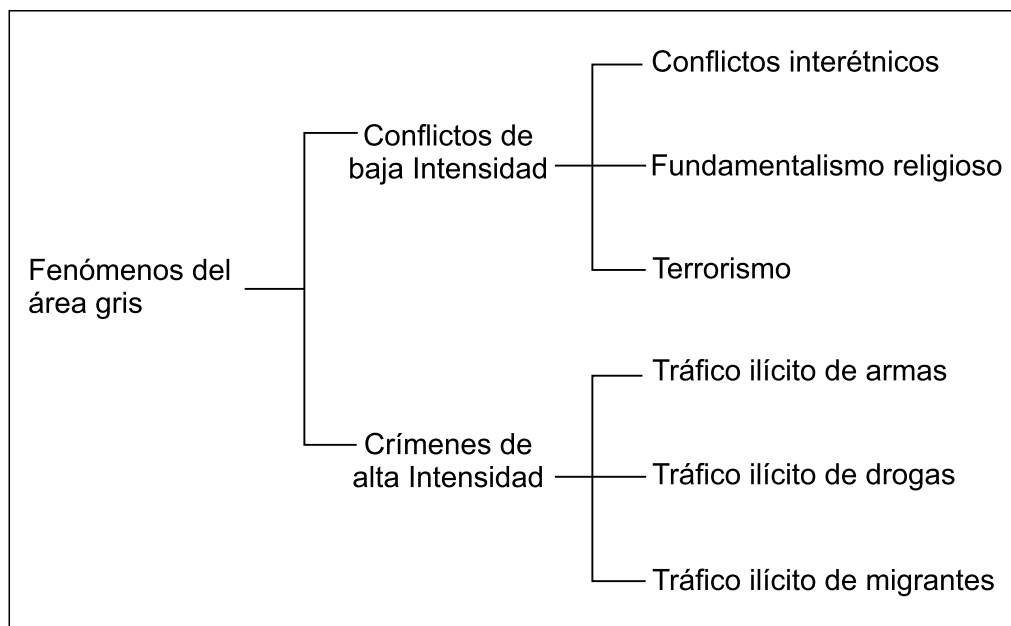 Fenómenos del
área gris
Conflictos de
baja Intensidad
Conflictos interétnicos
Fundamentalismo religioso
Terrorismo
Crímenes de
alta Intensidad
Tráfico ilícito de armas
Tráfico ilícito de drogas
Tráfico ilícito de migrantes